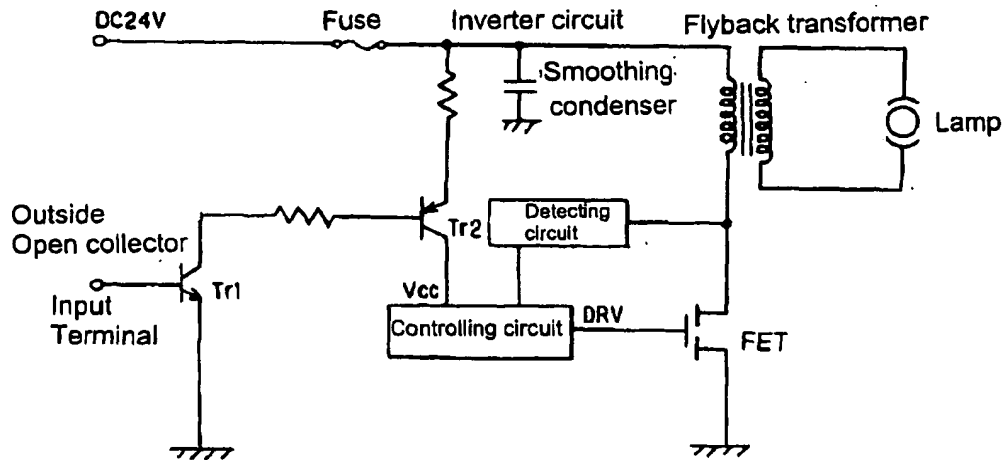 DC24V
Fuse
Inverter circuit
Flyback transformer
Smoothing
condenser
Lamp
Outside
Open collector
Tr2
Detecting
circuit
Tr1
Input
Terminal
Vcc
Controlling circuit
DRV
FET